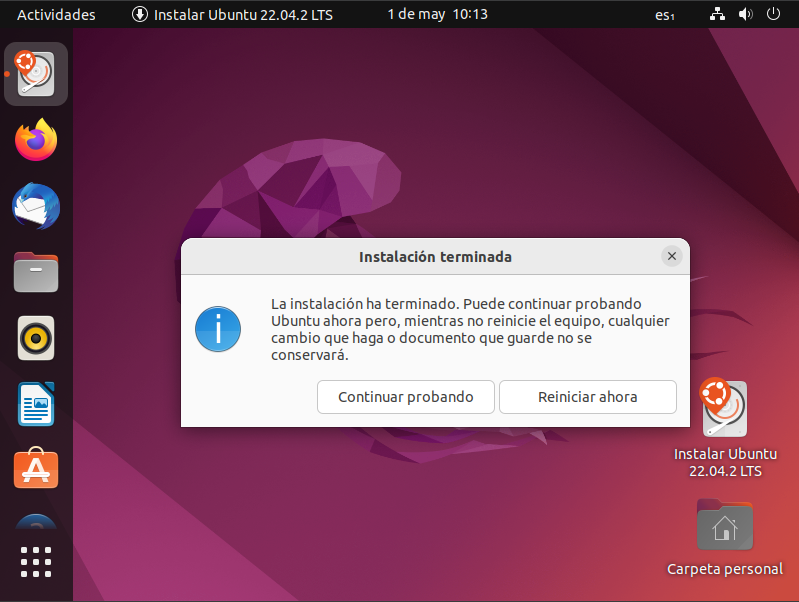 Actividades
Instalar Ubuntu 22.04.2 LTS
1 de may 10:13
es₁
Instalación terminada
La instalación ha terminado. Puede continuar probando
Ubuntu ahora pero, mientras no reinicie el equipo, cualquier
cambio que haga o documento que guarde no se
conservará.
Continuar probando
Reiniciar ahora
Instalar Ubuntu
22.04.2 LTS
Carpeta personal